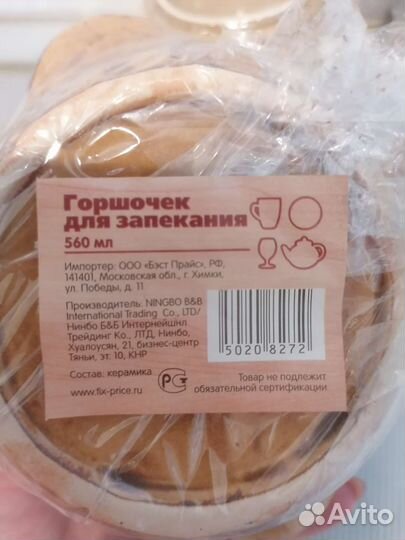 Горшочек
для запекания
560 мл
Импортер: ООО «Бэст Прайс», РФ,
141401, Московская обл., г. Химки,
ул. Победы, д. 11
Производитель: NINGBO B&B
International Trading Co., LTD/
Нинбо Б&Б Интернейшнл
Трейдинг Ко., ЛТД, Нинбо,
Хуалоусян, 21, бизнес-центр
Тяньи, эт. 10, КНР
5020 8272
Состав: керамика
www.fix-price.ru
РСТ
Товар не подлежит
обязательной сертификации
Avito